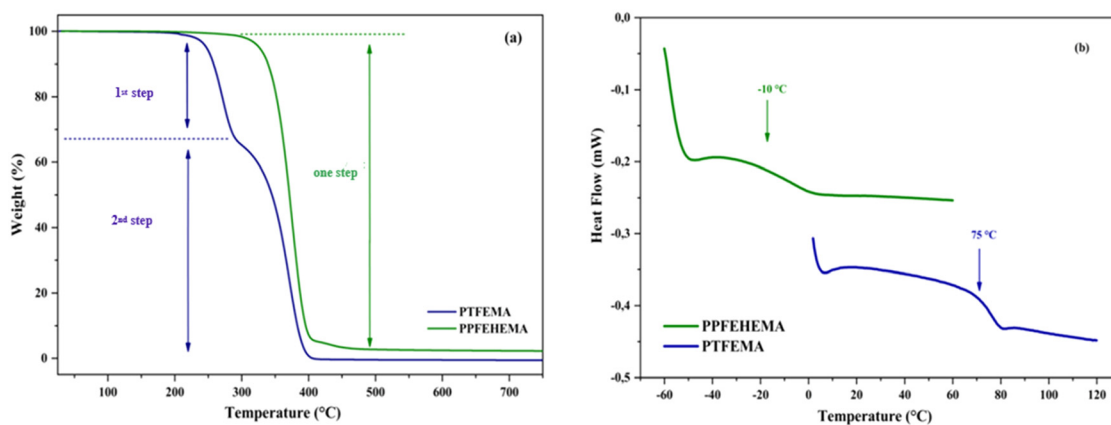 (a)
100
80
60
40
20
0
Weight (%)
1st step
2nd step
one step
PTFEMA
PPFEHEMA
100
200
300
400
500
600
700
Temperature (°C)
(b)
0,0
-0,1
-0,2
-0,3
-0,4
-0,5
Heat Flow (mW)
-10 °C
75 °C
PPFEHEMA
PTFEMA
-60
-40
-20
0
20
40
60
80
100
120
Temperature (°C)